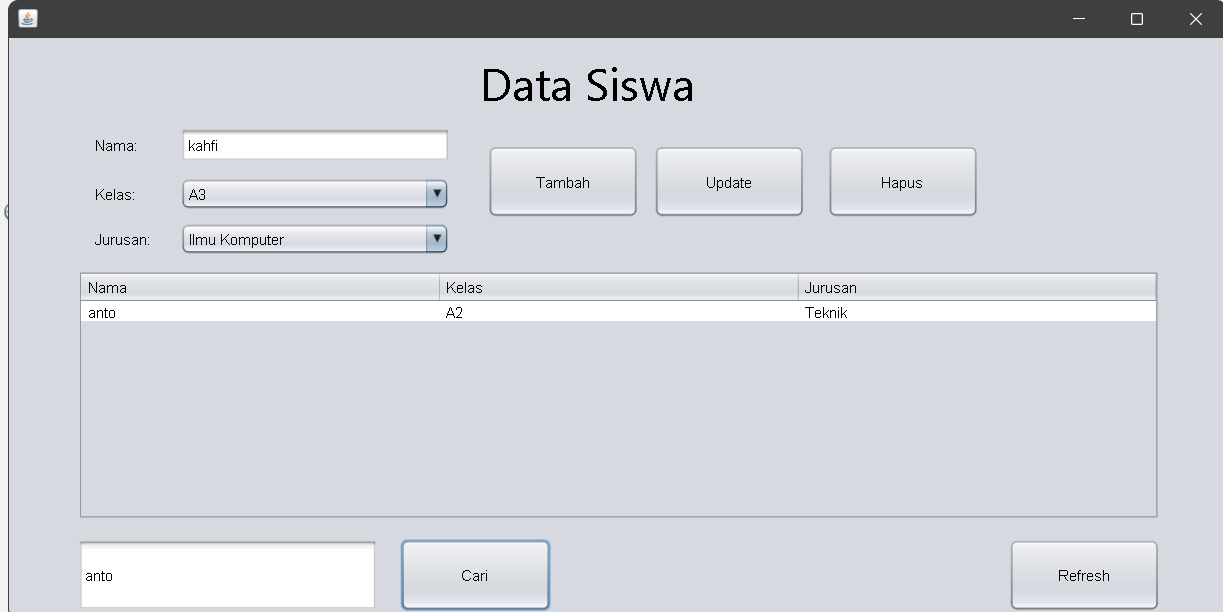 Data Siswa
Nama: kahfi
Tambah Update Hapus
Kelas: A3
Jurusan: Ilmu Komputer
Nama Kelas Jurusan
anto A2 Teknik
anto Cari Refresh